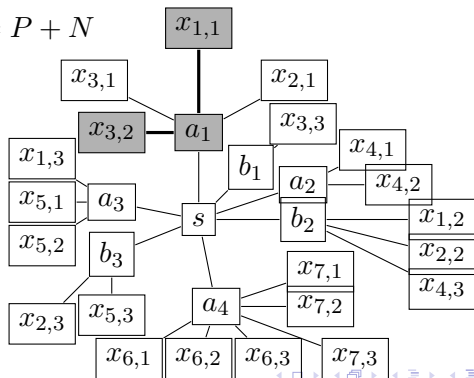 = P + N
x_{1,1}
x_{3,1}
x_{2,1}
x_{3,2}
a_1
x_{3,3}
x_{1,3}
b_1
x_{4,1}
a_2
x_{4,2}
x_{5,1}
a_3
s
b_2
x_{1,2}
x_{5,2}
b_3
x_{2,2}
x_{7,1}
x_{4,3}
x_{2,3}
x_{5,3}
a_4
x_{7,2}
x_{6,1}
x_{6,2}
x_{6,3}
x_{7,3}